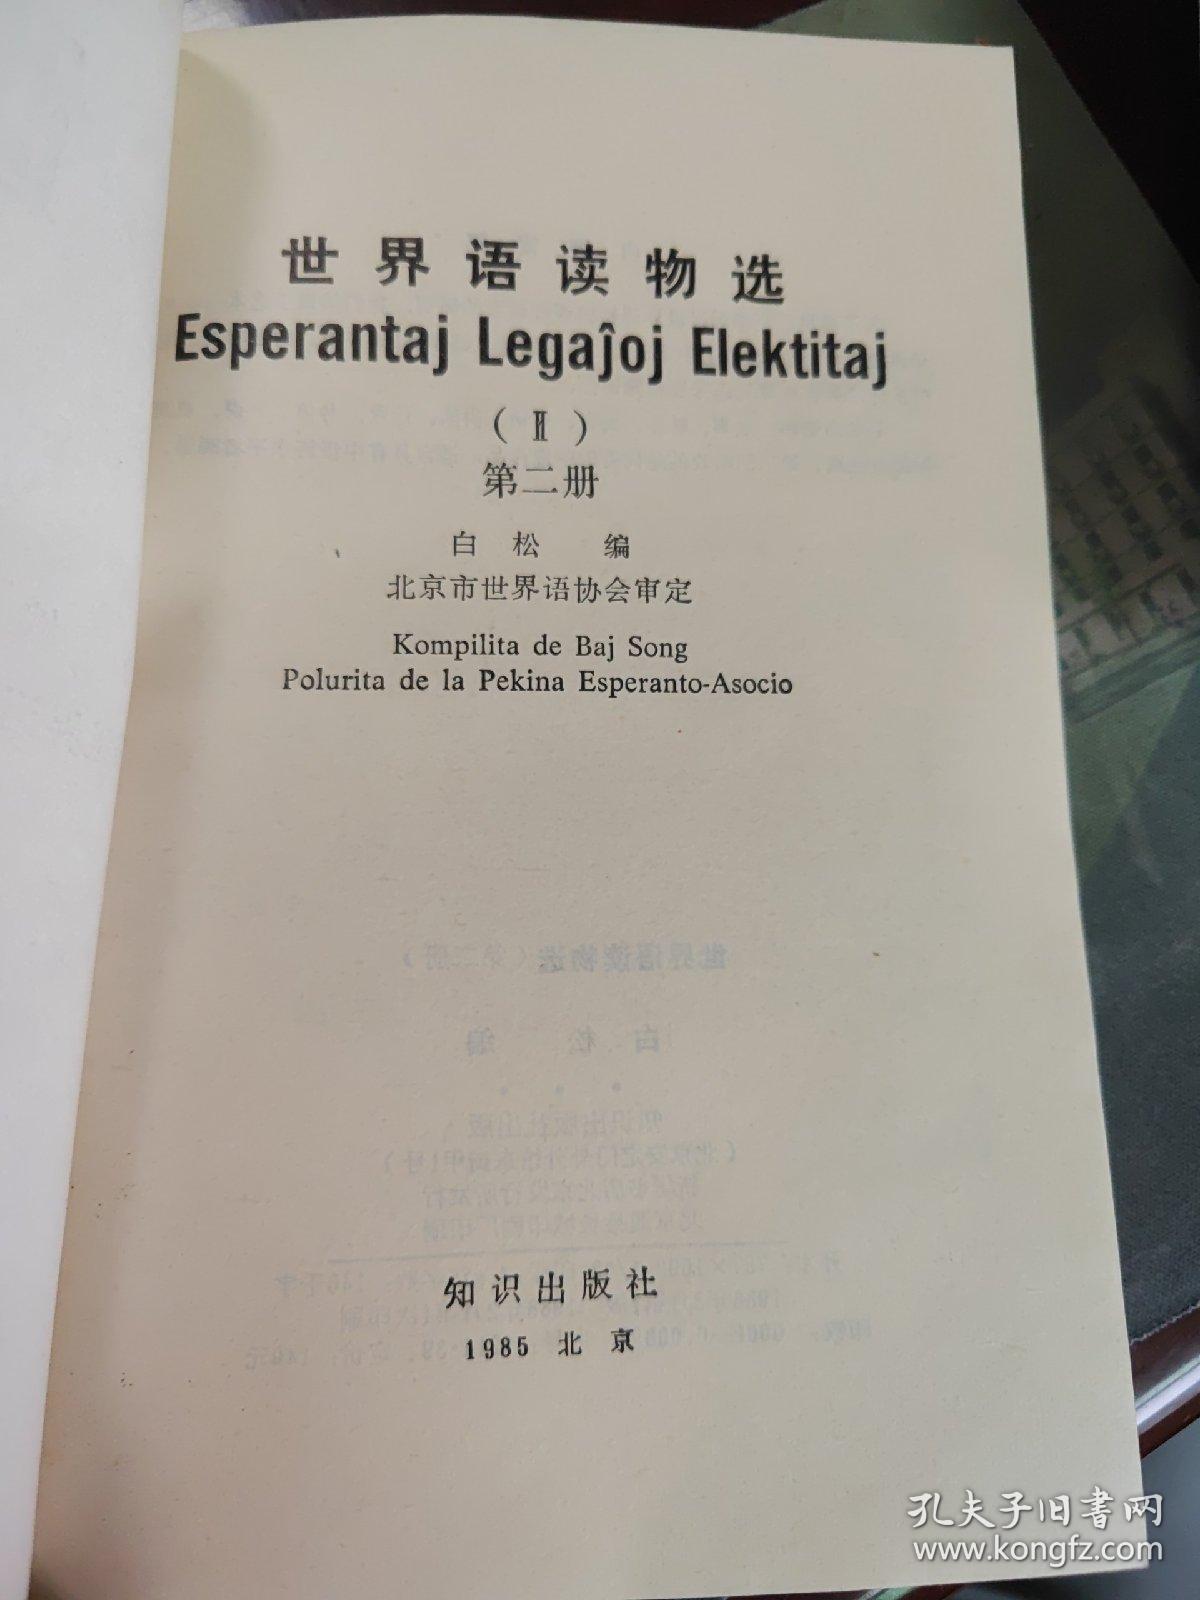 世界语读物选
Esperantaj Legaĵoj Elektitaj
(Ⅱ)
第二册
白松 编
北京市世界语协会审定
Kompilita de Baj Song
Polurita de la Pekina Esperanto-Asocio
知识出版社
1985 北京
孔夫子旧书网
www.kongfz.com